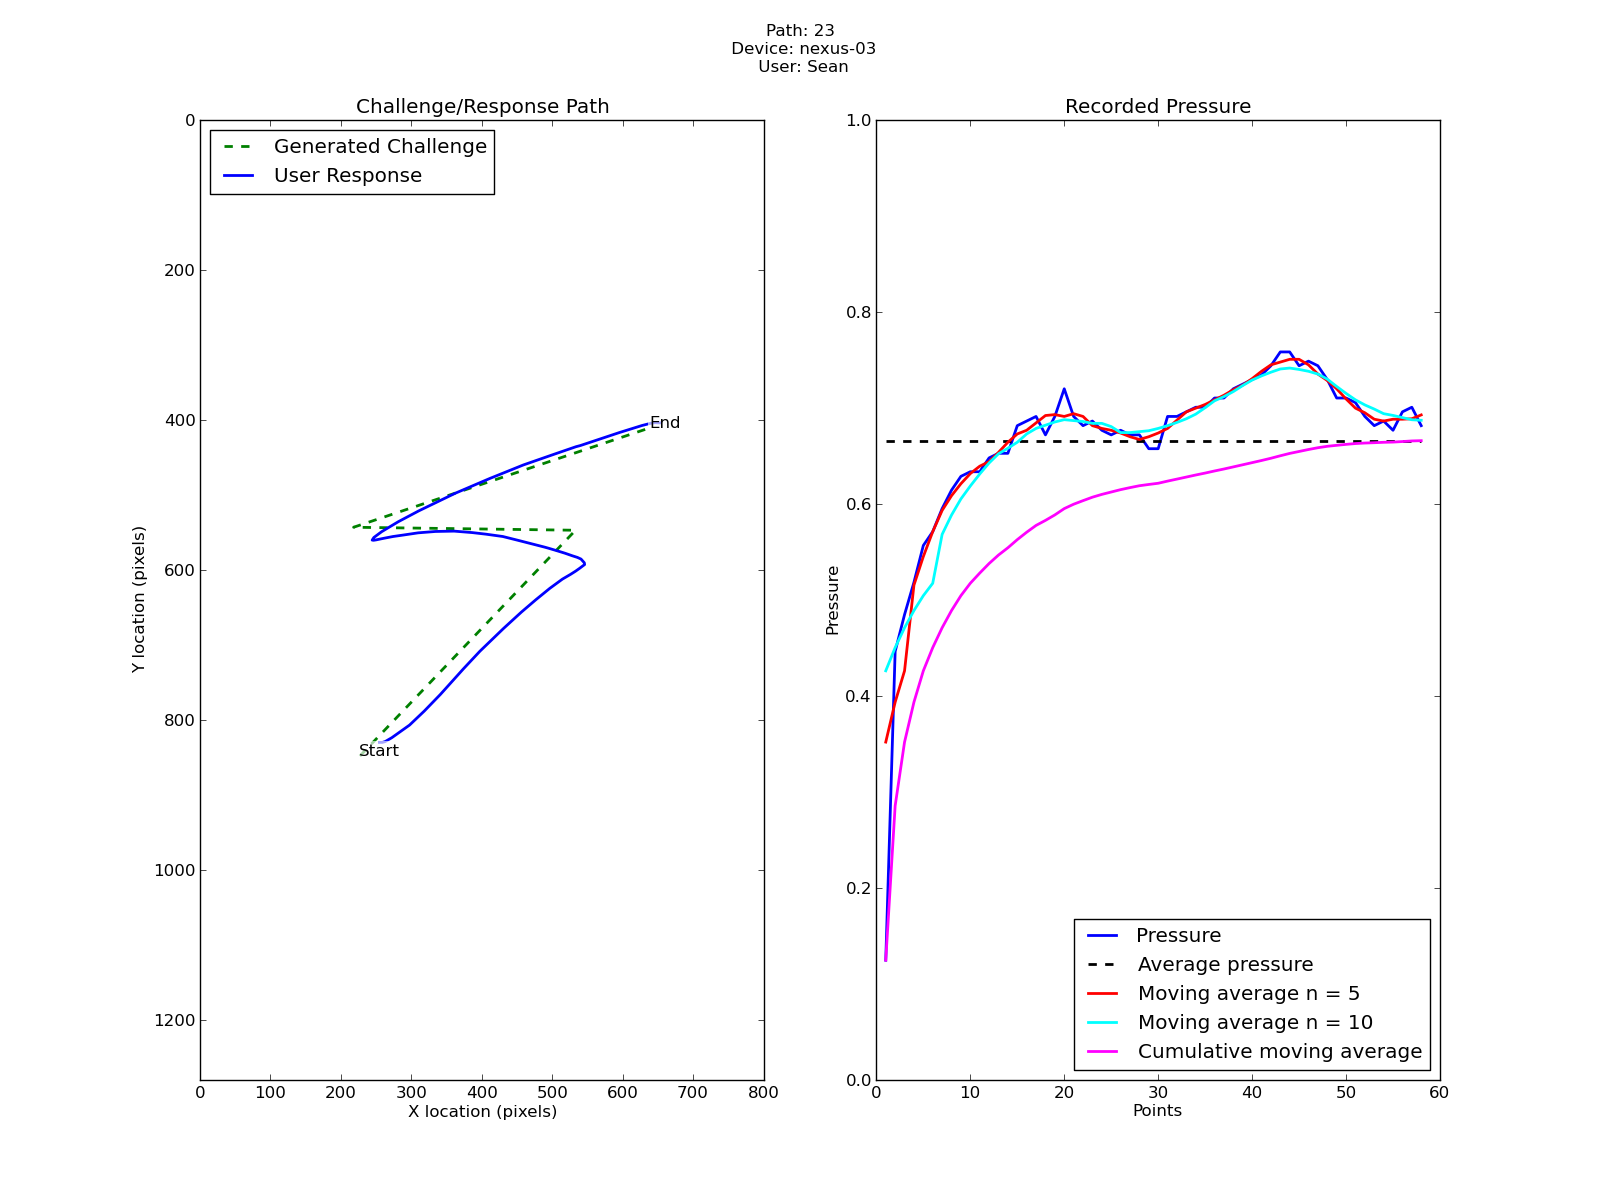 Path: 23
Device: nexus-03
User: Sean
Challenge/Response Path
Generated Challenge
User Response
0
200
400
600
800
1000
1200
Y location (pixels)
End
Start
0 100 200 300 400 500 600 700 800
X location (pixels)
Recorded Pressure
1.0
0.8
0.6
0.4
0.2
0.0
Pressure
Pressure
Average pressure
Moving average n = 5
Moving average n = 10
Cumulative moving average
0 10 20 30 40 50 60
Points